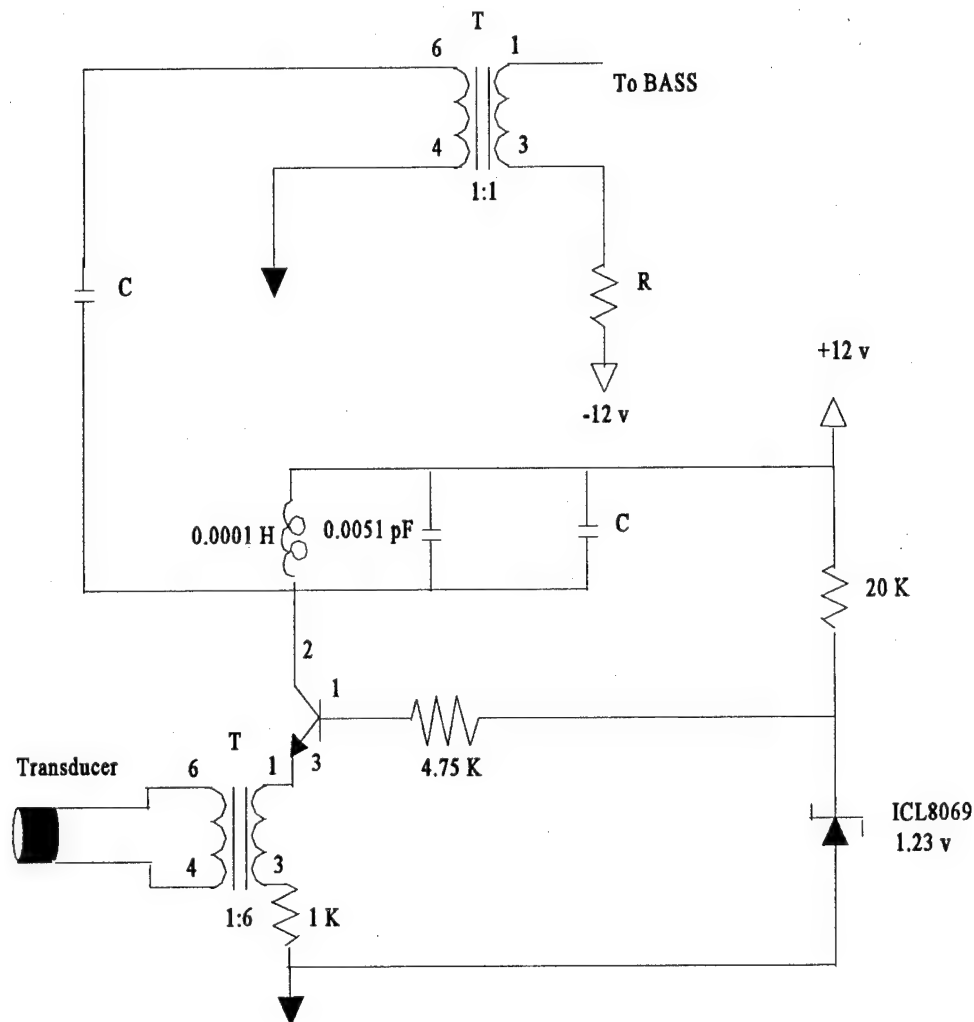 T
6
1
To BASS
4
3
1:1
C
R
+12 v
-12 v
0.0001 H
0.0051 pF
C
20 K
2
1
T
3
4.75 K
Transducer
6
1
ICL8069
1.23 v
4
3
1:6
1 K